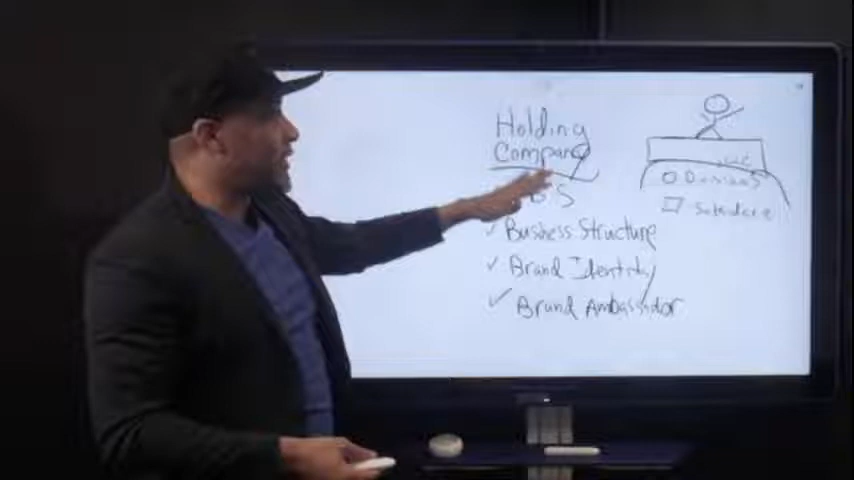 Holding
Company
Business Structure
Brand Identity
Brand Ambassador
LLC